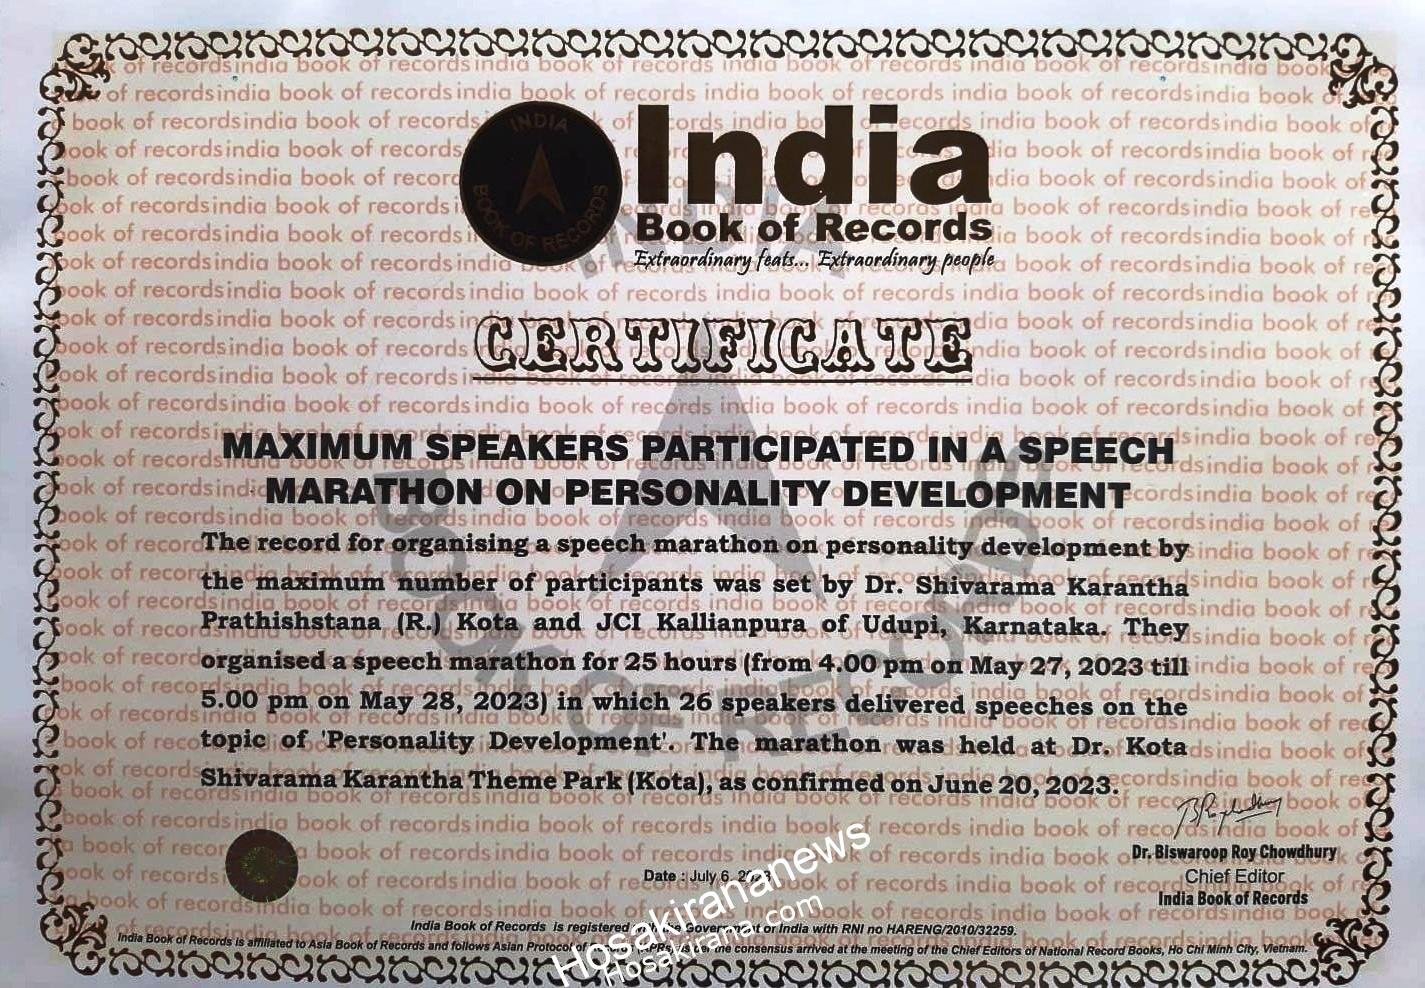 INDIA
BOOK OF RECORDS
India
Book of Records
Extraordinary feats... Extraordinary people
CERTIFICATE
MAXIMUM SPEAKERS PARTICIPATED IN A SPEECH
MARATHON ON PERSONALITY DEVELOPMENT
The record for organising a speech marathon on personality development by
the maximum number of participants was set by Dr. Shivarama Karantha
Prathishstana (R.) Kota and JCI Kallianpura of Udupi, Karnataka. They
organised a speech marathon for 25 hours (from 4.00 pm on May 27, 2023 till
5.00 pm on May 28, 2023) in which 26 speakers delivered speeches on the
topic of 'Personality Development'. The marathon was held at Dr. Kota
Shivarama Karantha Theme Park (Kota), as confirmed on June 20, 2023.
Dr. Biswaroop Roy Chowdhury
Date : July 6,
Chief Editor
India Book of Records
Hosakirananews
Hosakirana.com
India Book of Records is registered Government or India with RNI no HARENG/2010/32259.
India Book of Records is affiliated to Asia Book of Records and follows Asian Protocol of the consensus arrived at the meeting of the Chief Editors of National Record Books, Ho Chi Minh City, Vietnam.